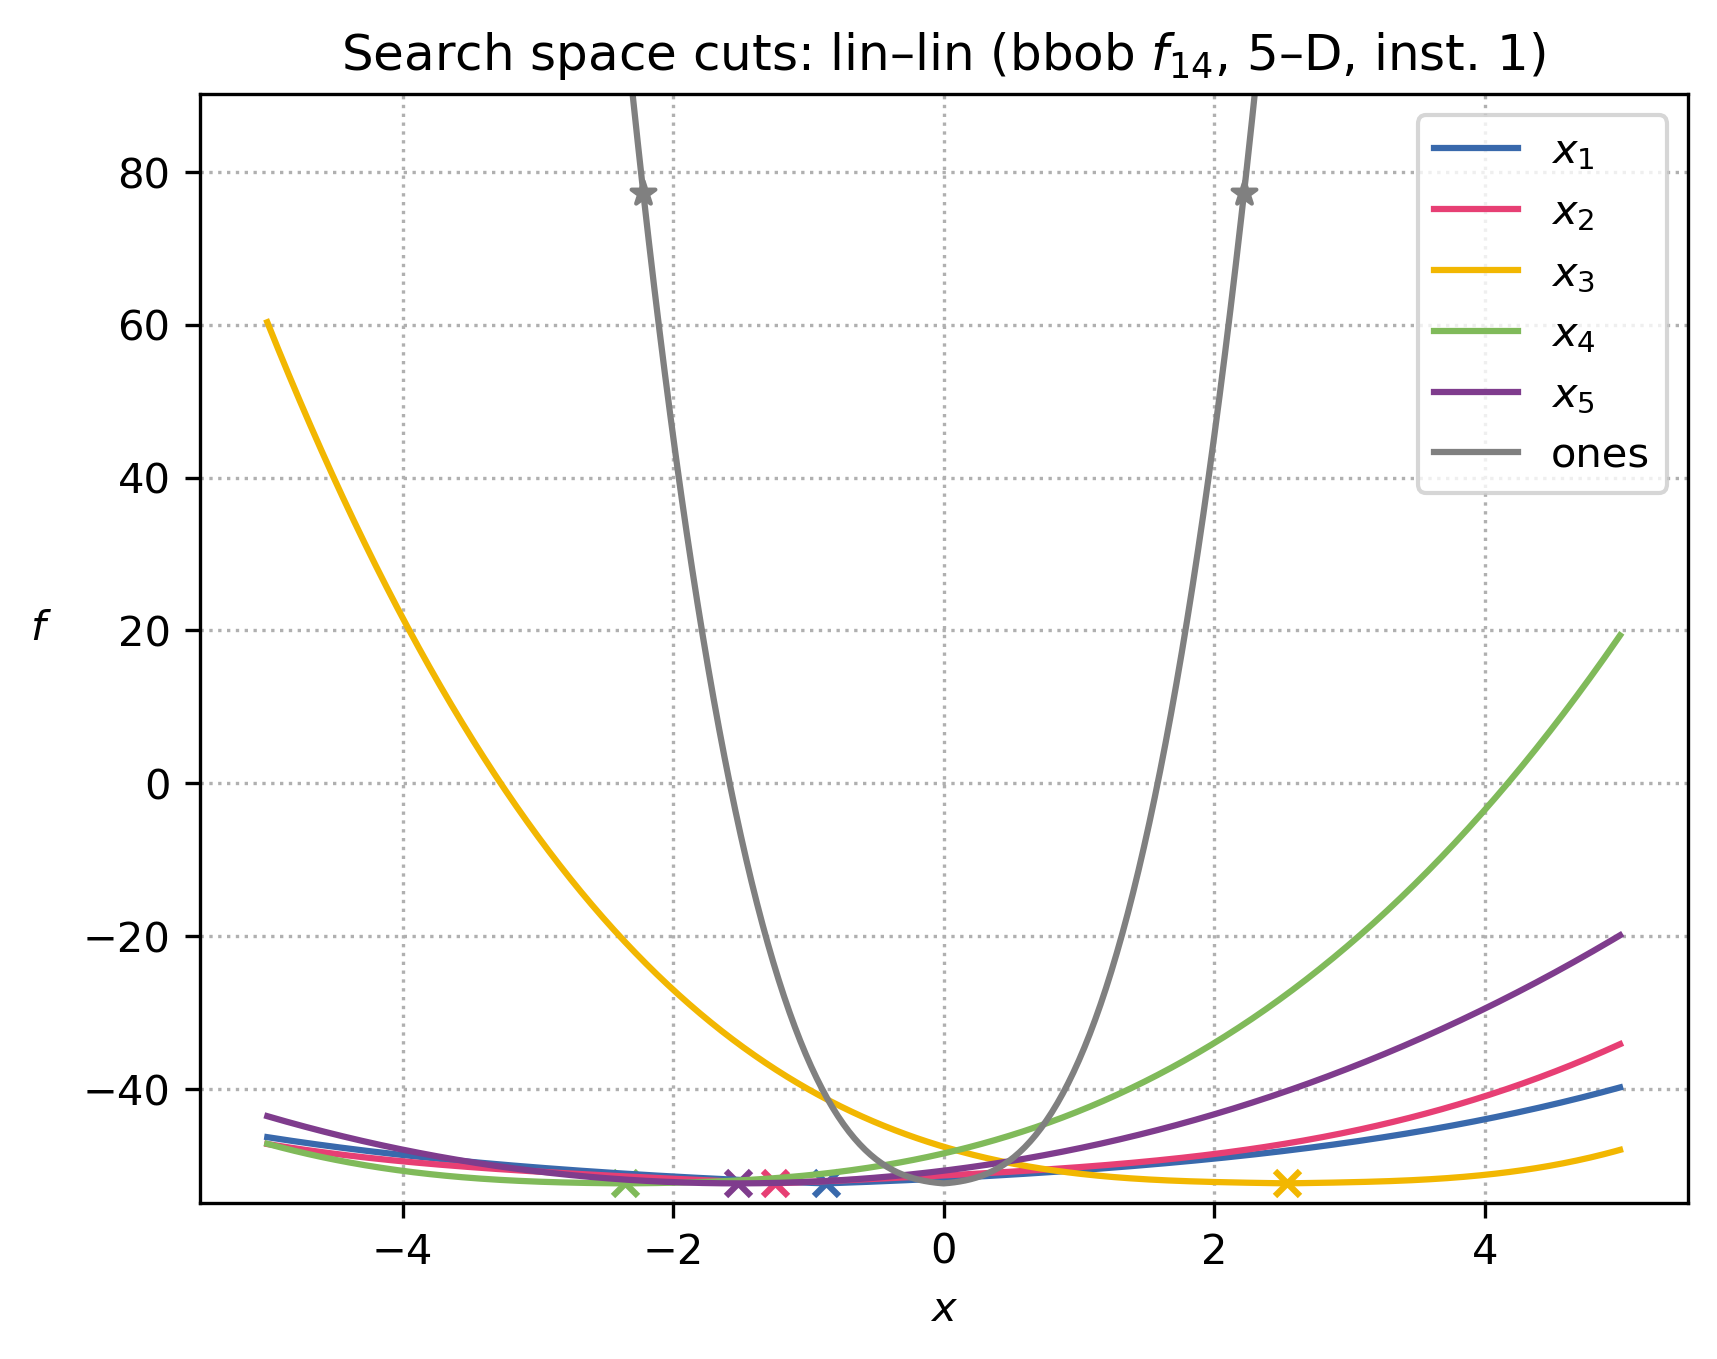 Search space cuts: lin–lin (bbob f14, 5–D, inst. 1)
80
60
40
20
0
−20
−40
f
−4
−2
0
2
4
x
x1
x2
x3
x4
x5
ones